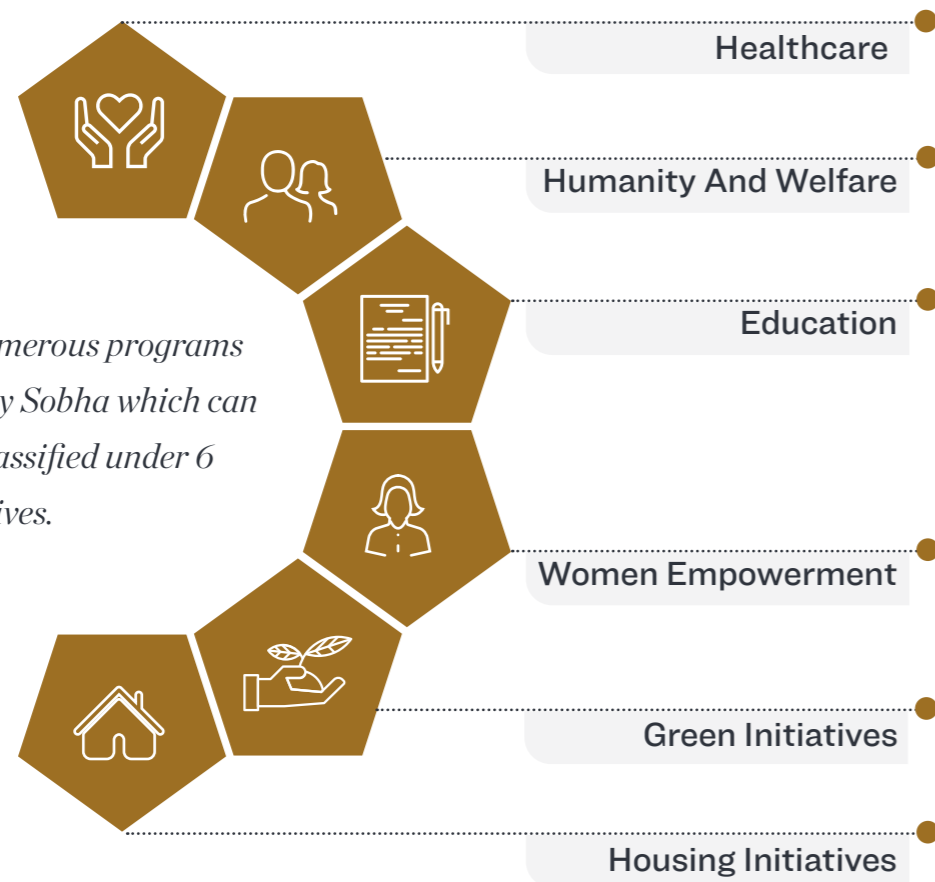 Healthcare
Humanity And Welfare
Education
merous programs
y Sobha which can
assified under 6
ives.
Women Empowerment
Green Initiatives
Housing Initiatives